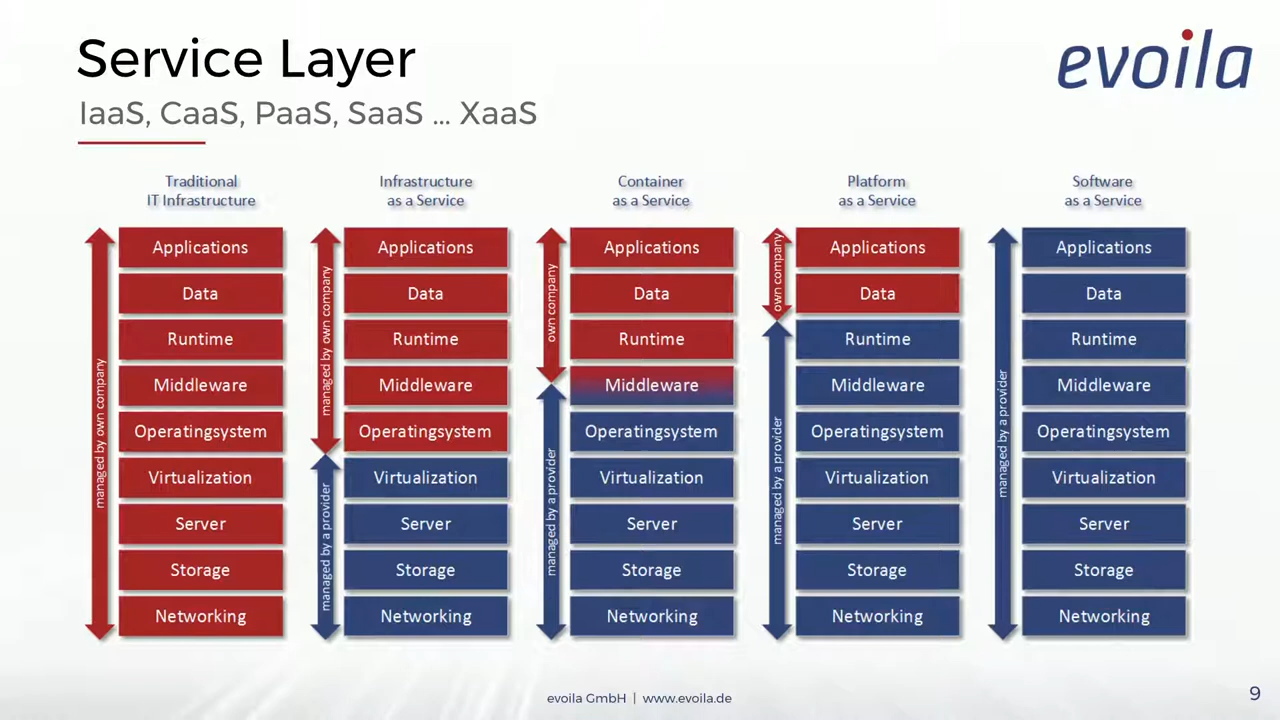 Service Layer
evoila
IaaS, CaaS, PaaS, SaaS ... XaaS
Traditional
IT Infrastructure
managed by own company
Applications
Data
Runtime
Middleware
Operatingsystem
Virtualization
Server
Storage
Networking
Infrastructure
as a Service
managed by own company
managed by a provider
Applications
Data
Runtime
Middleware
Operatingsystem
Virtualization
Server
Storage
Networking
Container
as a Service
own company
managed by a provider
Applications
Data
Runtime
Middleware
Operatingsystem
Virtualization
Server
Storage
Networking
Platform
as a Service
own company
managed by a provider
Applications
Data
Runtime
Middleware
Operatingsystem
Virtualization
Server
Storage
Networking
Software
as a Service
managed by a provider
Applications
Data
Runtime
Middleware
Operatingsystem
Virtualization
Server
Storage
Networking
evoila GmbH | www.evoila.de
9